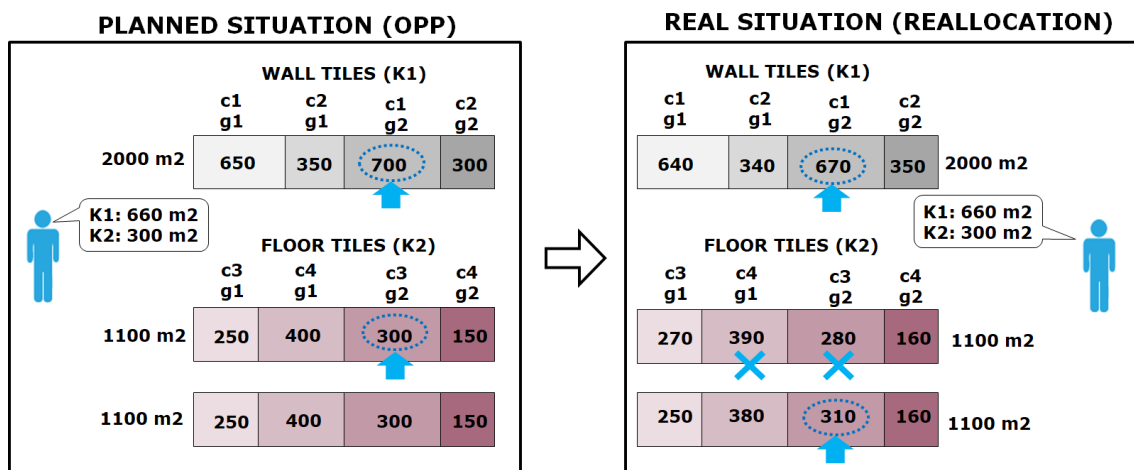 PLANNED SITUATION (OPP)
WALL TILES (K1)
c1 c2 c1 c2
g1 g1 g2 g2
2000 m2 650 350 700 300
K1: 660 m2
K2: 300 m2
FLOOR TILES (K2)
c3 c4 c3 c4
g1 g1 g2 g2
1100 m2 250 400 300 150
1100 m2 250 400 300 150
REAL SITUATION (REALLOCATION)
WALL TILES (K1)
c1 c2 c1 c2
g1 g1 g2 g2
640 340 670 350 2000 m2
K1: 660 m2
K2: 300 m2
FLOOR TILES (K2)
c3 c4 c3 c4
g1 g1 g2 g2
270 390 280 160 1100 m2
250 380 310 160 1100 m2